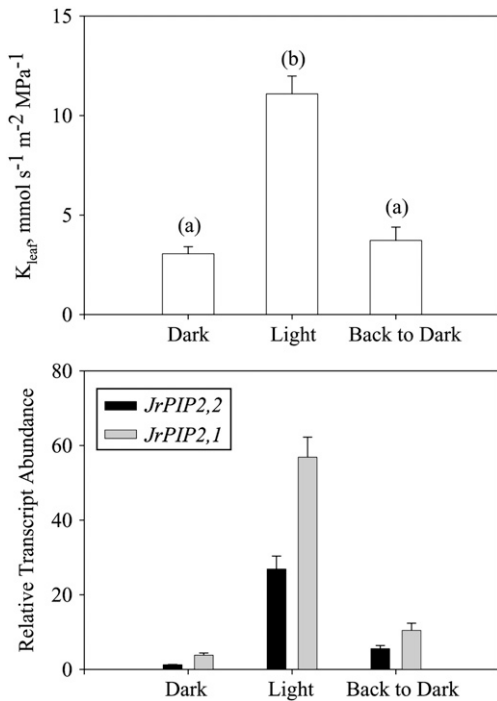 15
10
5
0
K_leaf, mmol s⁻¹ m⁻² MPa⁻¹
(a)
(b)
(a)
Dark
Light
Back to Dark
80
60
40
20
0
Relative Transcript Abundance
JrPIP2,2
JrPIP2,1
Dark
Light
Back to Dark